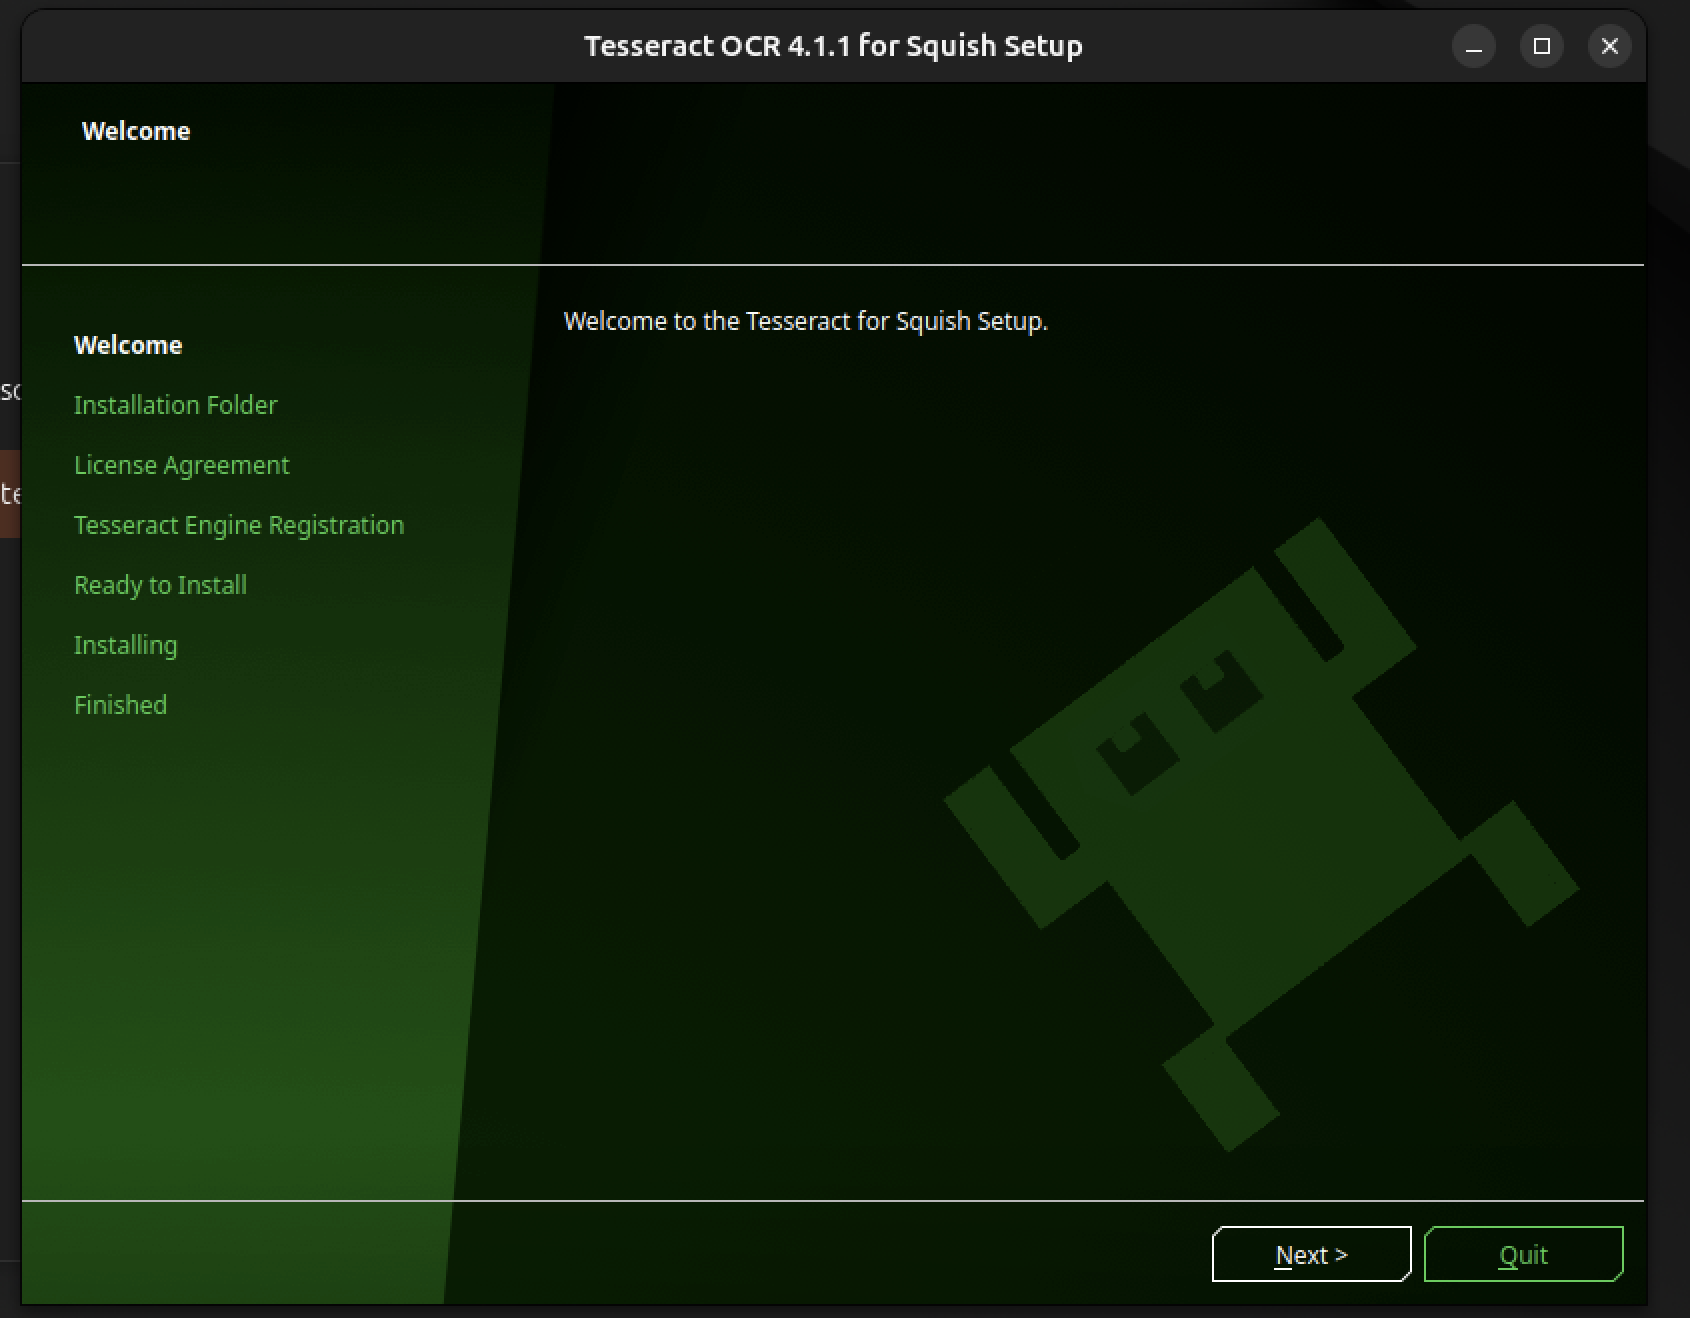 Tesseract OCR 4.1.1 for Squish Setup
Welcome
Welcome to the Tesseract for Squish Setup.
Welcome
Installation Folder
License Agreement
Tesseract Engine Registration
Ready to Install
Installing
Finished
Next >
Quit